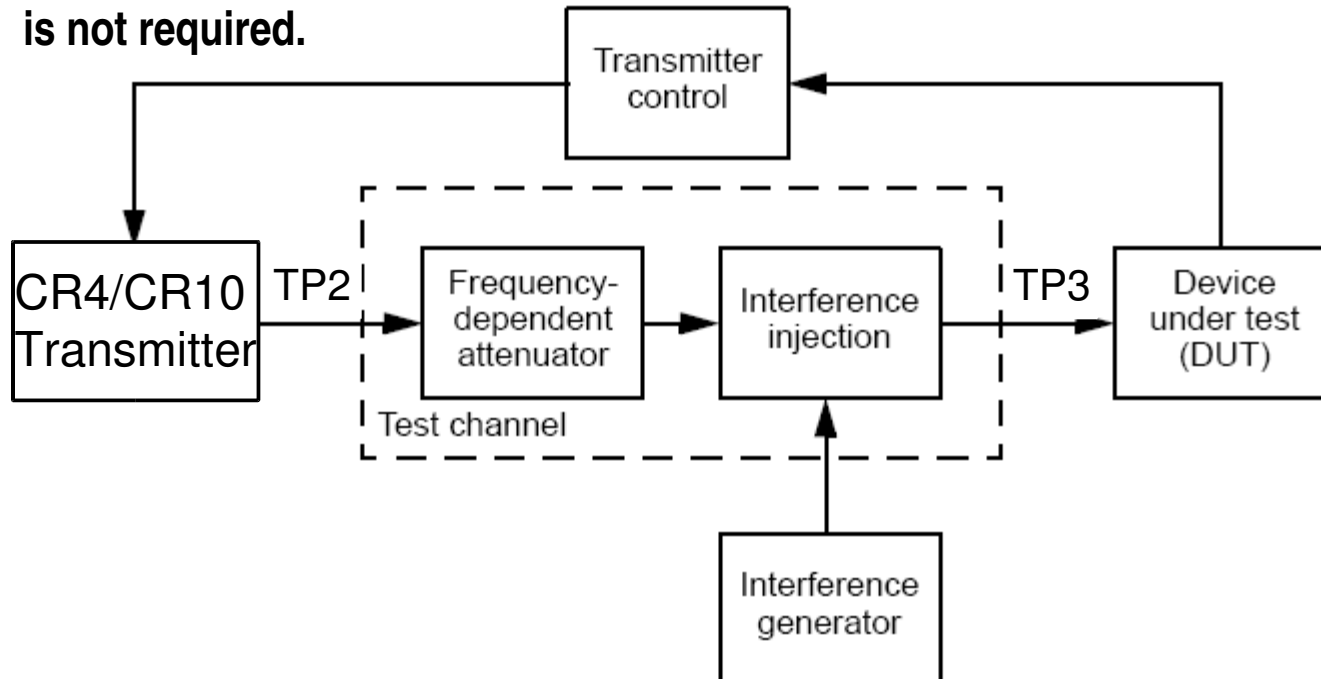 is not required.
Transmitter
control
CR4/CR10
Transmitter
TP2
Frequency-
dependent
attenuator
Interference
injection
TP3
Device
under test
(DUT)
Test channel
Interference
generator